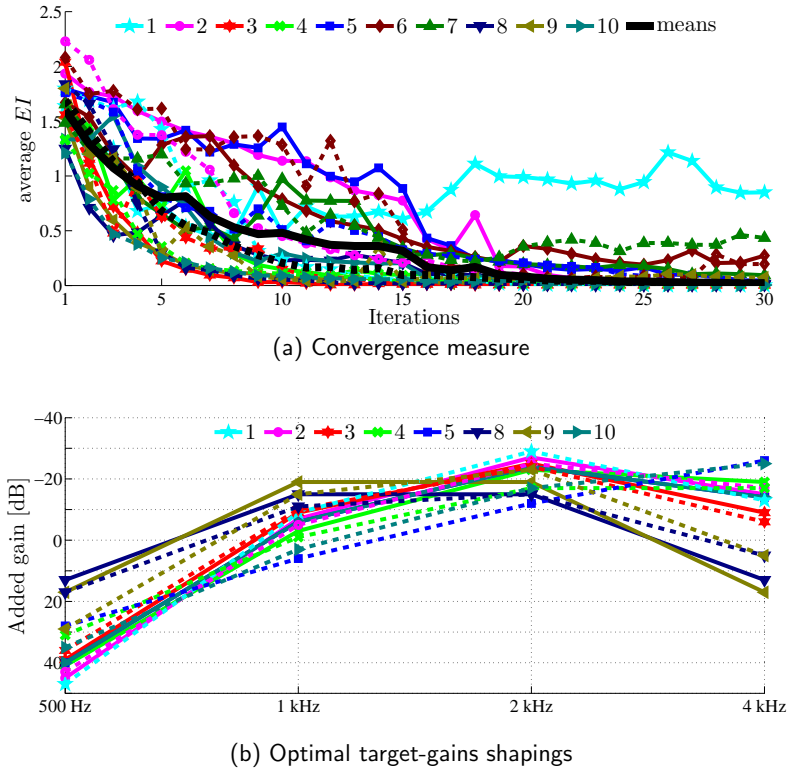 2.5
1 2 3 4 5 6 7 8 9 10 means
2
1.5
1
0.5
0
average EI
1 5 10 15 20 25 30
Iterations
(a) Convergence measure
−40
1 2 3 4 5 8 9 10
−20
0
20
40
Added gain [dB]
500 Hz 1 kHz 2 kHz 4 kHz
(b) Optimal target-gains shapings